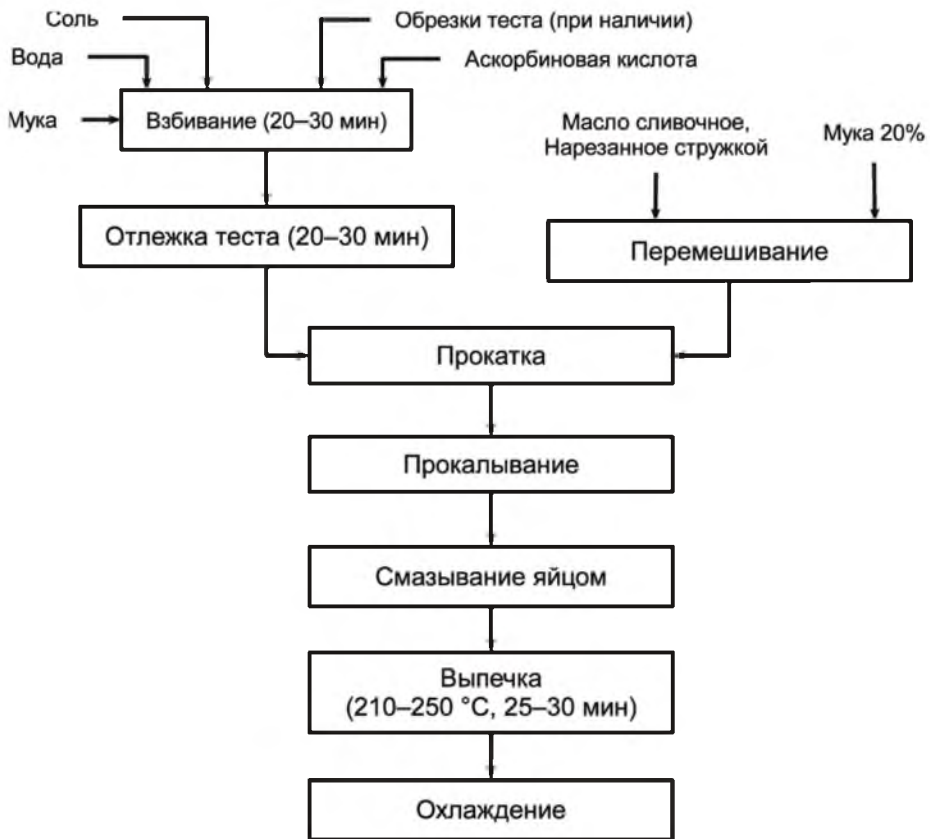 Соль
Обрезки теста (при наличии)
Вода
Аскорбиновая кислота
Мука
Взбивание (20–30 мин)
Масло сливочное,
Нарезанное стружкой
Мука 20%
Отлежка теста (20–30 мин)
Перемешивание
Прокатка
Прокалывание
Смазывание яйцом
Выпечка
(210–250 °C, 25–30 мин)
Охлаждение